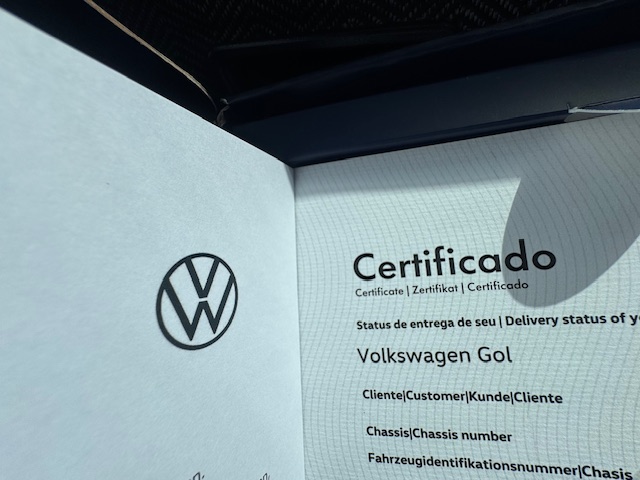 Certificado
Certificate | Zertifikat | Certificado
Status de entrega de seu | Delivery status of
Volkswagen Gol
Cliente|Customer|Kunde|Cliente
Chassis|Chassis number
Fahrzeugidentifikationsnummer|Chasis